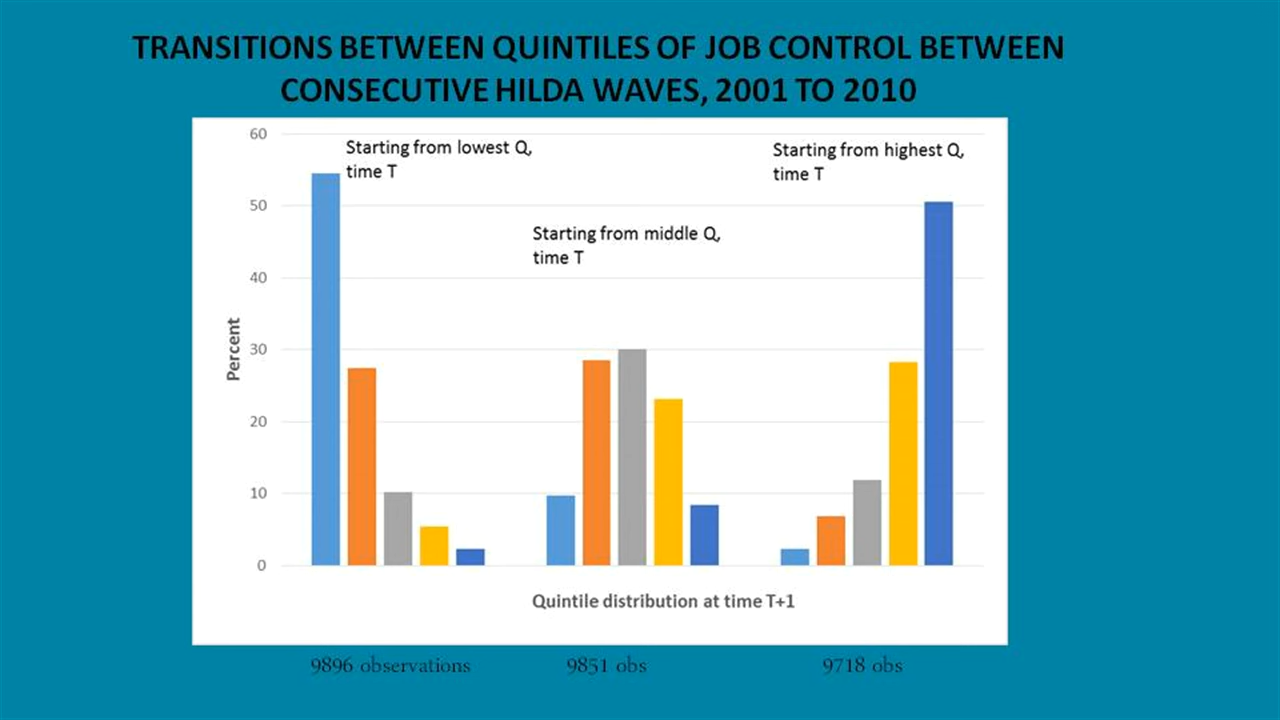 TRANSITIONS BETWEEN QUINTILES OF JOB CONTROL BETWEEN
CONSECUTIVE HILDA WAVES, 2001 TO 2010
60
50
40
30
20
10
0
Percent
Starting from lowest Q,
time T
Starting from middle Q,
time T
Starting from highest Q,
time T
Quintile distribution at time T+1
9896 observations
9851 obs
9718 obs